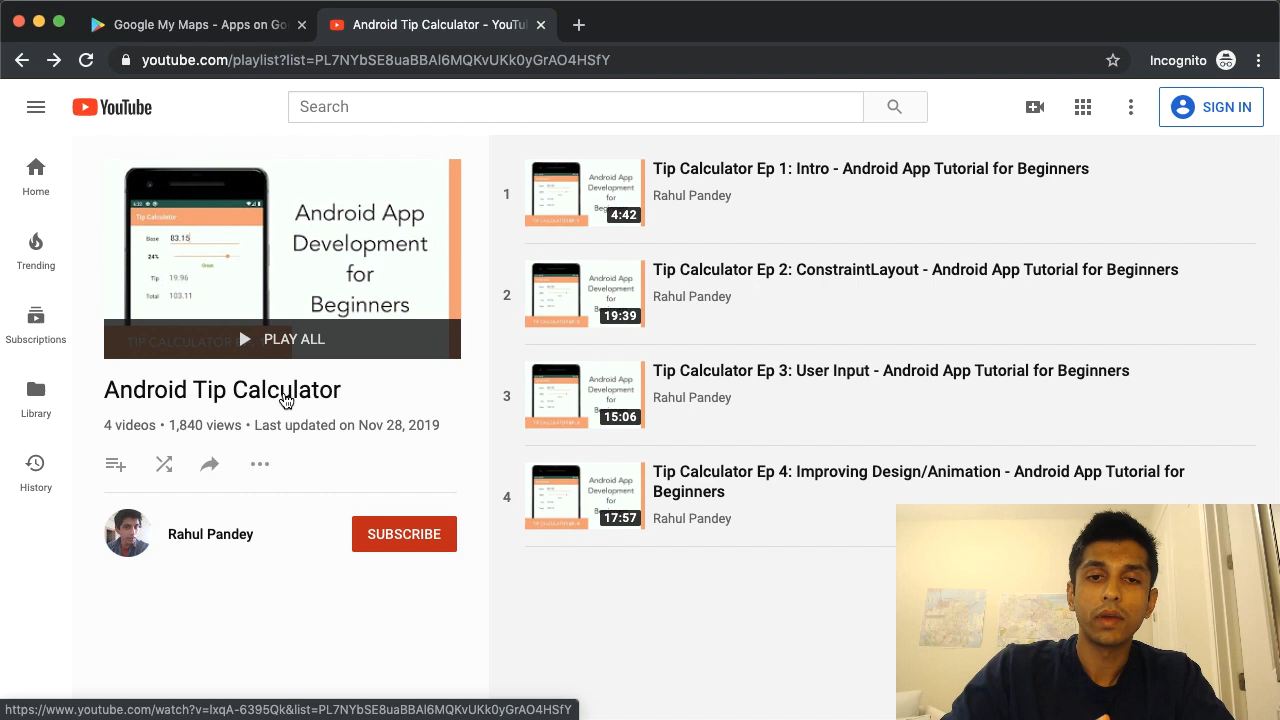 Google My Maps - Apps on Go
Android Tip Calculator - YouTu
youtube.com/playlist?list=PL7NYbSE8uaBBAl6MQKvUKk0yGrAO4HSfY
Incognito
YouTube
Search
SIGN IN
Home
Trending
Subscriptions
Library
History
Tip Calculator
Base 83.15
24%
Tip 19.96
Total 103.11
Android App
Development
for
Beginners
PLAY ALL
Android Tip Calculator
4 videos • 1,840 views • Last updated on Nov 28, 2019
Rahul Pandey
SUBSCRIBE
1
4:42
Tip Calculator Ep 1: Intro - Android App Tutorial for Beginners
Rahul Pandey
2
19:39
Tip Calculator Ep 2: ConstraintLayout - Android App Tutorial for Beginners
Rahul Pandey
3
15:06
Tip Calculator Ep 3: User Input - Android App Tutorial for Beginners
Rahul Pandey
4
17:57
Tip Calculator Ep 4: Improving Design/Animation - Android App Tutorial for
Beginners
Rahul Pandey
https://www.youtube.com/watch?v=lxqA-6395Qk&list=PL7NYbSE8uaBBAl6MQKvUKk0yGrAO4HSfY